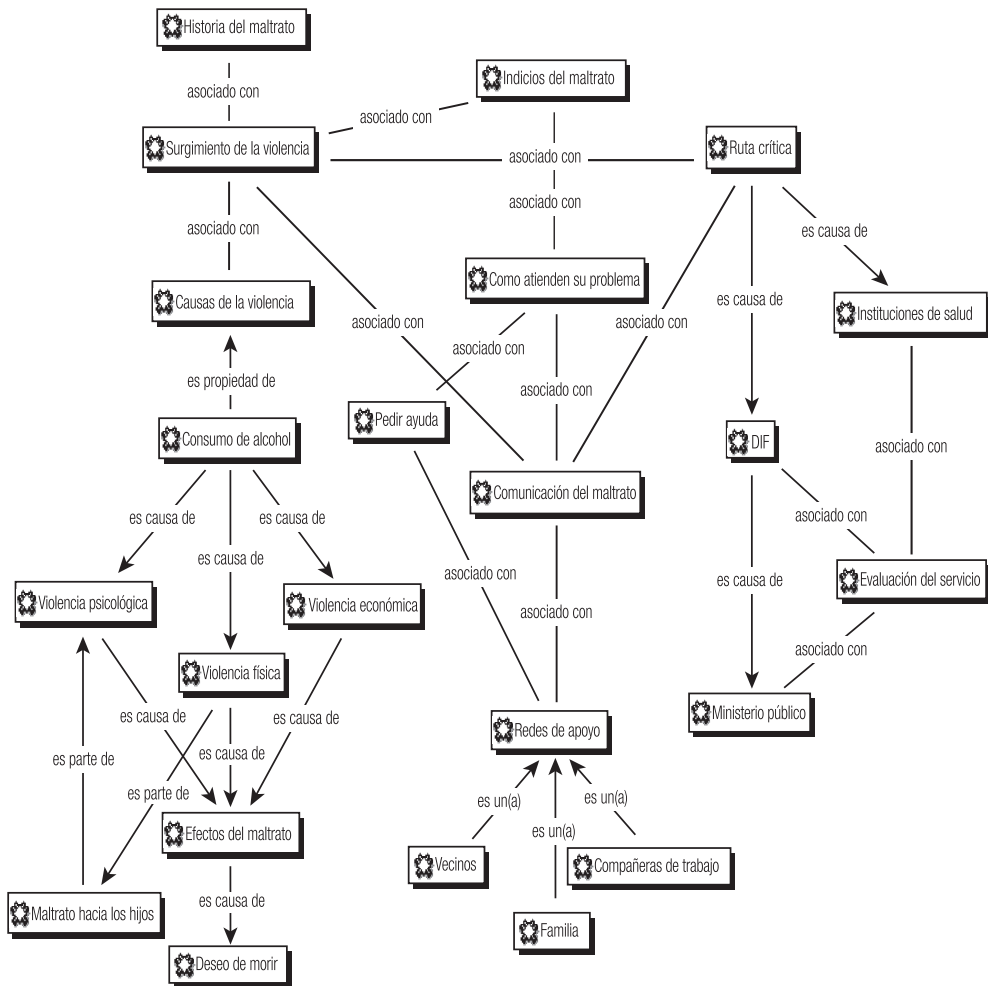 Historia del maltrato
asociado con
Indicios del maltrato
asociado con
Surgimiento de la violencia
asociado con
Ruta crítica
asociado con
asociado con
es causa de
Como atienden su problema
Causas de la violencia
es causa de
Instituciones de salud
asociado con
asociado con
asociado con
es propiedad de
asociado con
Pedir ayuda
Consumo de alcohol
DIF
asociado con
Comunicación del maltrato
es causa de
es causa de
asociado con
es causa de
asociado con
es causa de
Evaluación del servicio
Violencia psicológica
Violencia económica
asociado con
asociado con
Violencia física
es causa de
es causa de
Ministerio público
Redes de apoyo
es parte de
es causa de
es parte de
es un(a)
es un(a)
es un(a)
Efectos del maltrato
Vecinos
Compañeras de trabajo
es causa de
Maltrato hacia los hijos
Familia
Deseo de morir